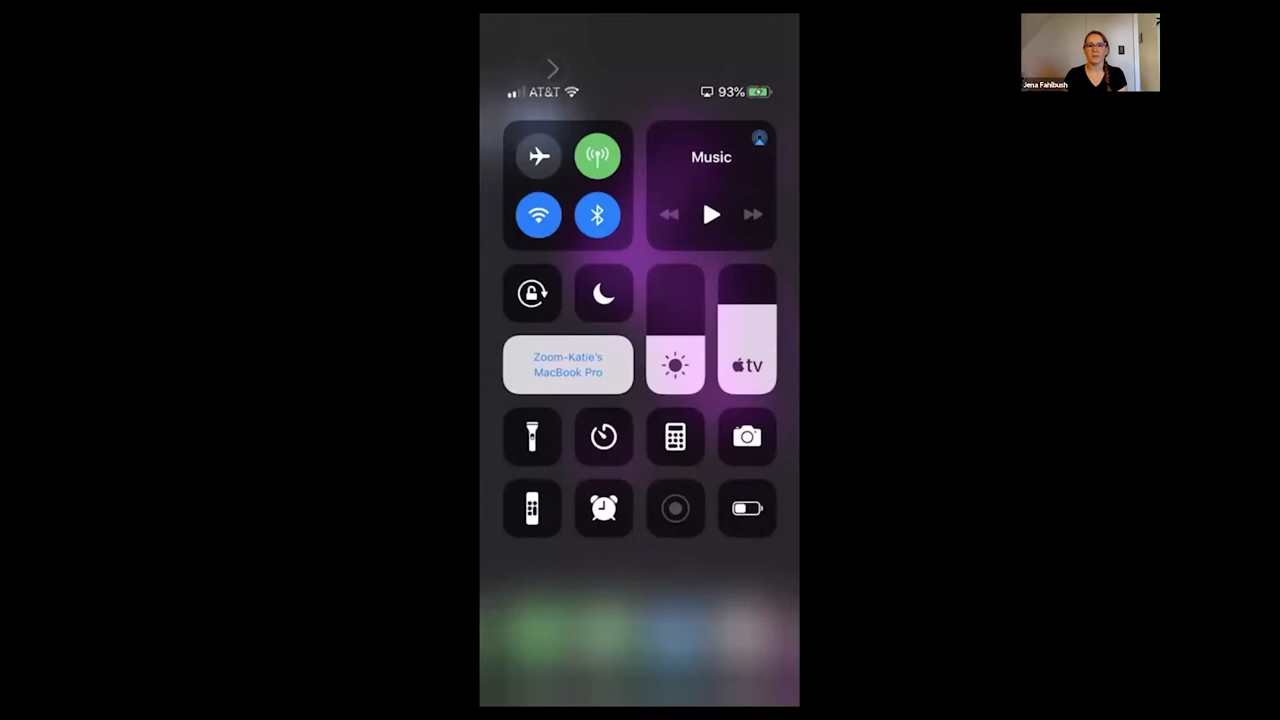 AT&T
93%
Music
Zoom-Katie's
MacBook Pro
tv
Jena Fahlbush